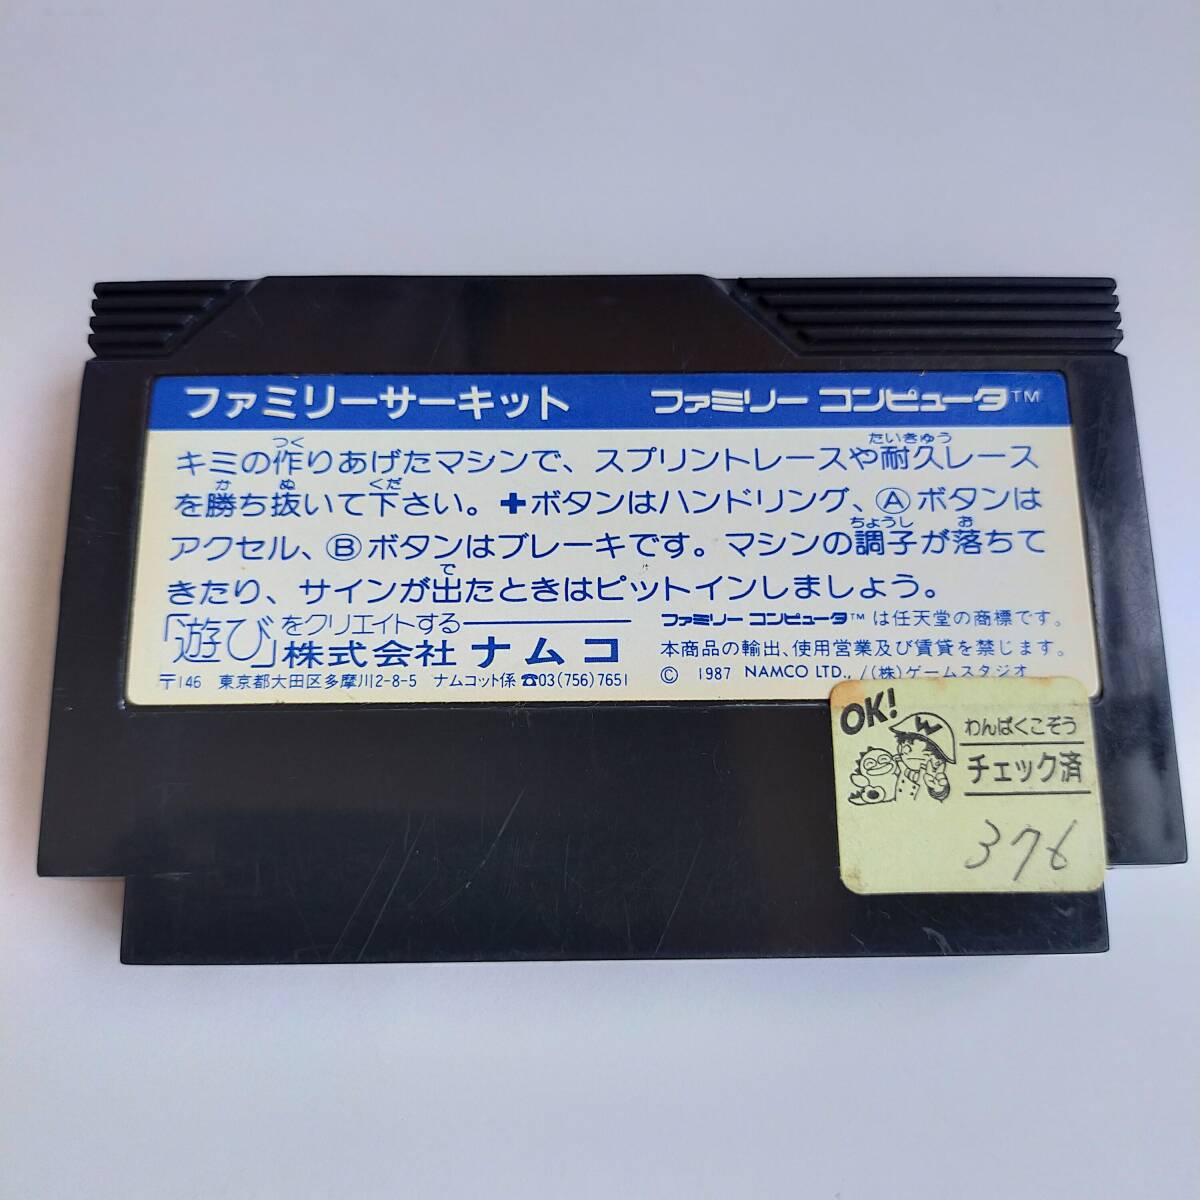 ファミリーサーキット ファミリー コンピュータ™
キミの作りあげたマシンで、スプリントレースや耐久レース
を勝ち抜いて下さい。✚ボタンはハンドリング、Ⓐボタンは
アクセル、Ⓑボタンはブレーキです。マシンの調子が落ちて
きたり、サインが出たときはピットインしましょう。
「遊び」をクリエイトする
株式会社 ナムコ
〒146 東京都大田区多摩川2-8-5 ナムコット係 ☎03(756)7651
ファミリー コンピュータ™は任天堂の商標です。
本商品の輸出、使用営業及び賃貸を禁じます。
© 1987 NAMCO LTD., /(株)ゲームスタジオ
OK!
W
わんぱくこぞう
チェック済
376